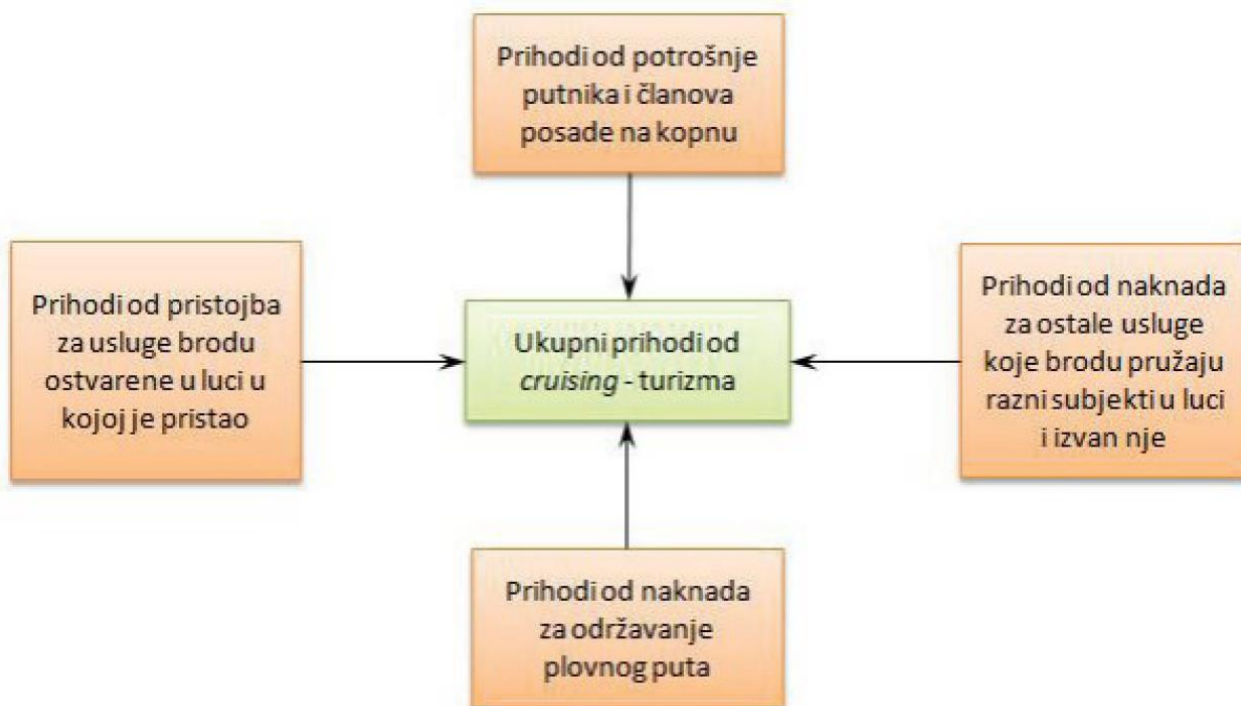 Prihodi od potrošnje
putnika i članova
posade na kopnu
Prihodi od pristojba
za usluge brodu
ostvarene u luci u
kojoj je pristao
Ukupni prihodi od
cruising - turizma
Prihodi od naknada
za ostale usluge
koje brodu pružaju
razni subjekti u luci
i izvan nje
Prihodi od naknada
za održavanje
plovnog puta